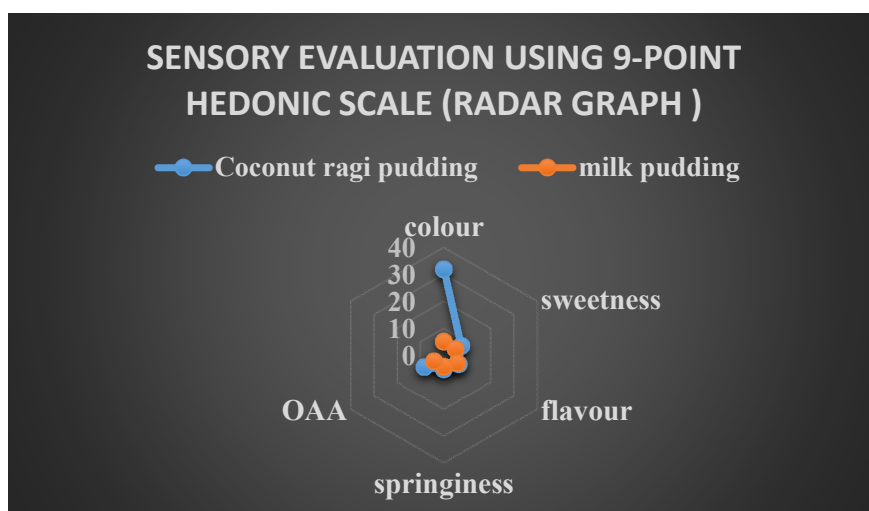 SENSORY EVALUATION USING 9-POINT
HEDONIC SCALE (RADAR GRAPH )
Coconut ragi pudding milk pudding
colour
40
30
20
10
0
sweetness
flavour
springiness
OAA